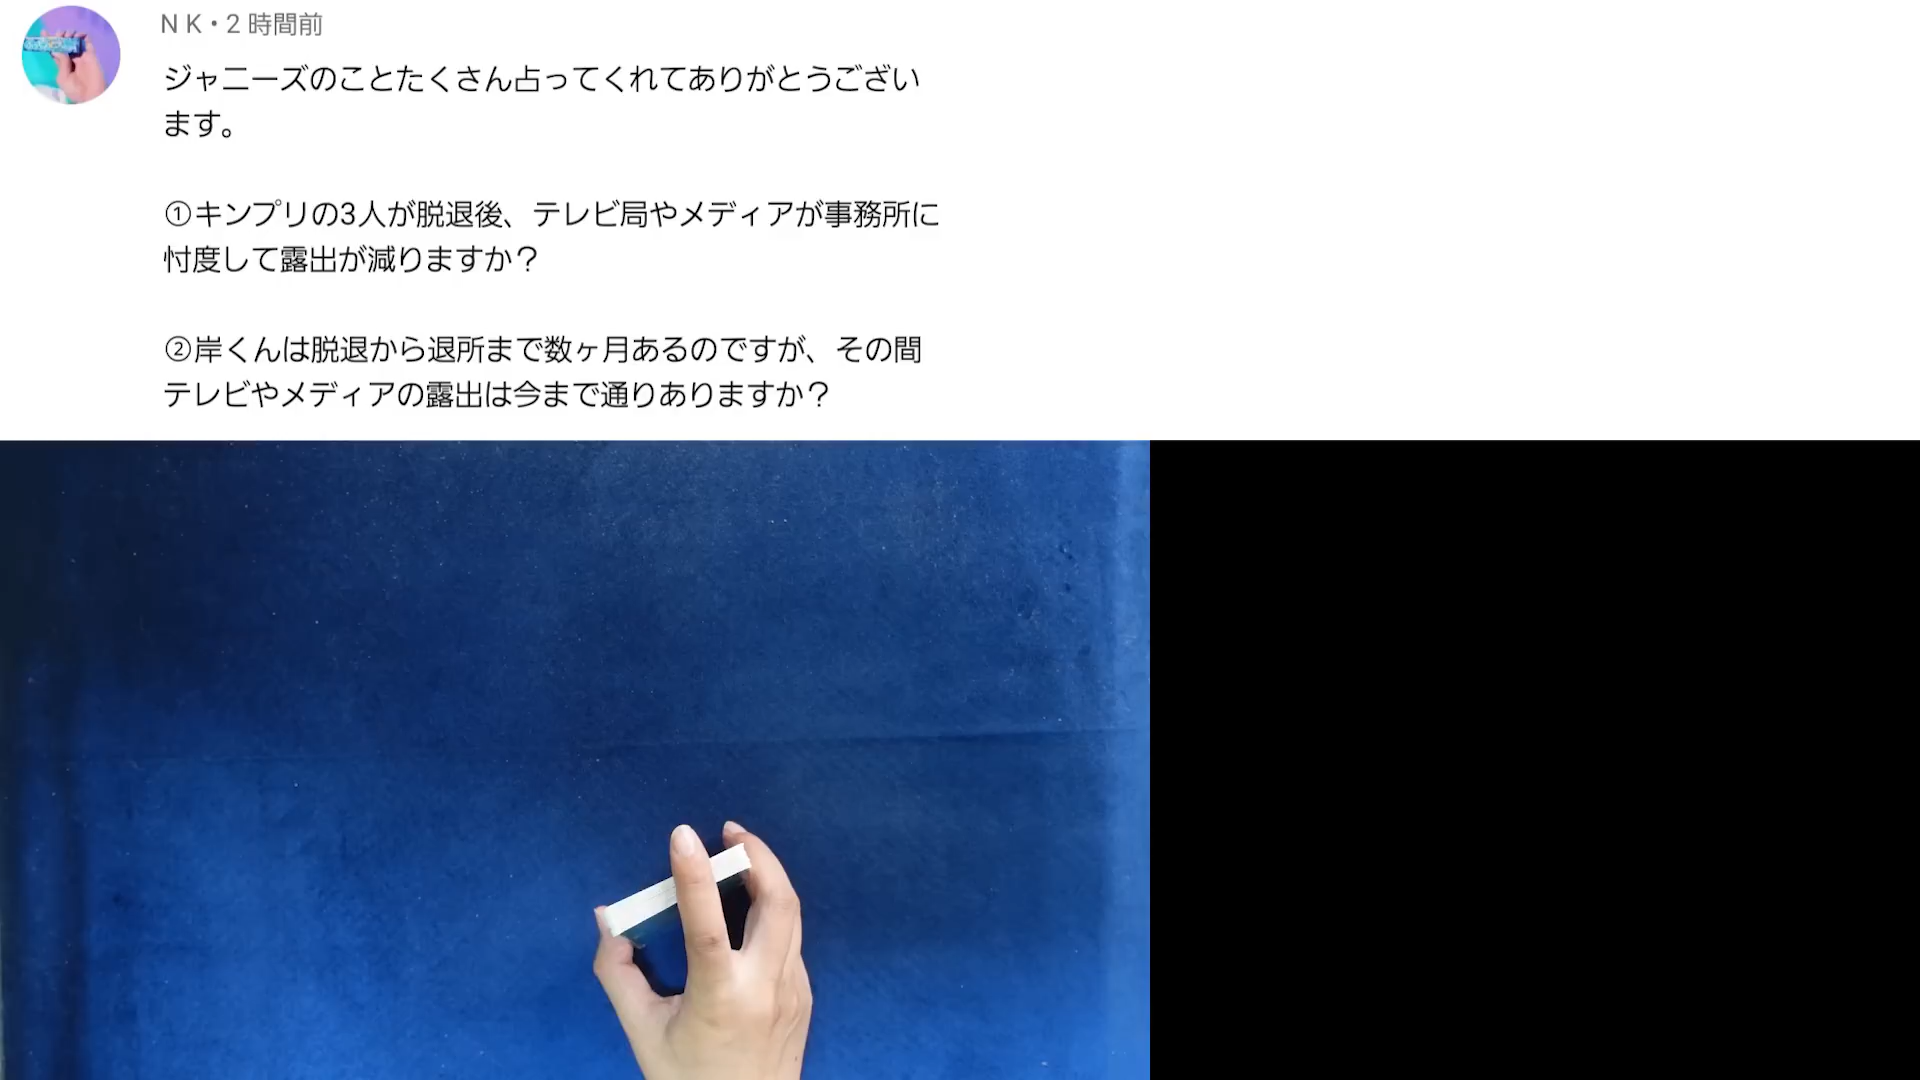 N K・2 時間前
ジャニーズのことたくさん占ってくれてありがとうござい
ます。
①キンプリの3人が脱退後、テレビ局やメディアが事務所に
忖度して露出が減りますか？
②岸くんは脱退から退所まで数ヶ月あるのですが、その間
テレビやメディアの露出は今まで通りありますか？